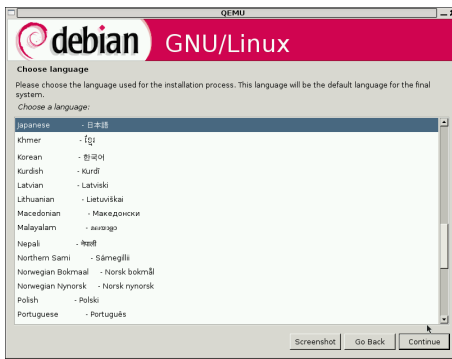 QEMU
debian GNU/Linux
Choose language
Please choose the language used for the installation process. This language will be the default language for the final
system.
Choose a language:
Japanese - 日本語
Khmer - ខ្មែរ
Korean - 한국어
Kurdish - Kurdî
Latvian - Latviski
Lithuanian - Lietuviškai
Macedonian - Македонски
Malayalam - മലയാളം
Nepali - नेपाली
Northern Sami - Sámegillii
Norwegian Bokmaal - Norsk bokmål
Norwegian Nynorsk - Norsk nynorsk
Polish - Polski
Portuguese - Português
Screenshot Go Back Continue